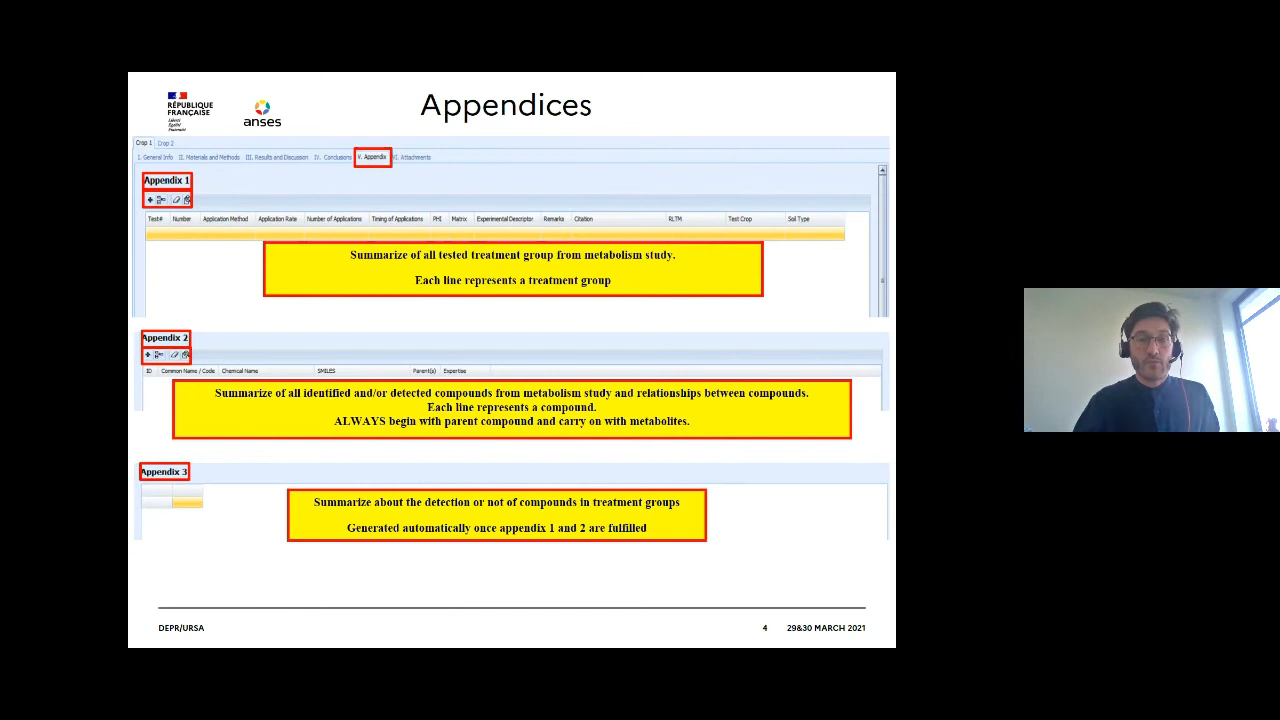 RÉPUBLIQUE
FRANÇAISE
Liberté
Égalité
Fraternité
anses
Appendices
Crop 1 Crop 2
I. General Info II. Materials and Methods III. Results and Discussion IV. Conclusions V. Appendix VI. Attachments
Appendix 1
Test# Number Application Method Application Rate Number of Applications Timing of Applications PHI Matrix Experimental Descriptor Remarks Citation RLTM Test Crop Soil Type
Summarize of all tested treatment group from metabolism study.
Each line represents a treatment group
Appendix 2
ID Common Name / Code Chemical Name SMILES Parent(s) Expertise
Summarize of all identified and/or detected compounds from metabolism study and relationships between compounds.
Each line represents a compound.
ALWAYS begin with parent compound and carry on with metabolites.
Appendix 3
Summarize about the detection or not of compounds in treatment groups
Generated automatically once appendix 1 and 2 are fulfilled
DEPR/URSA 4 29&30 MARCH 2021